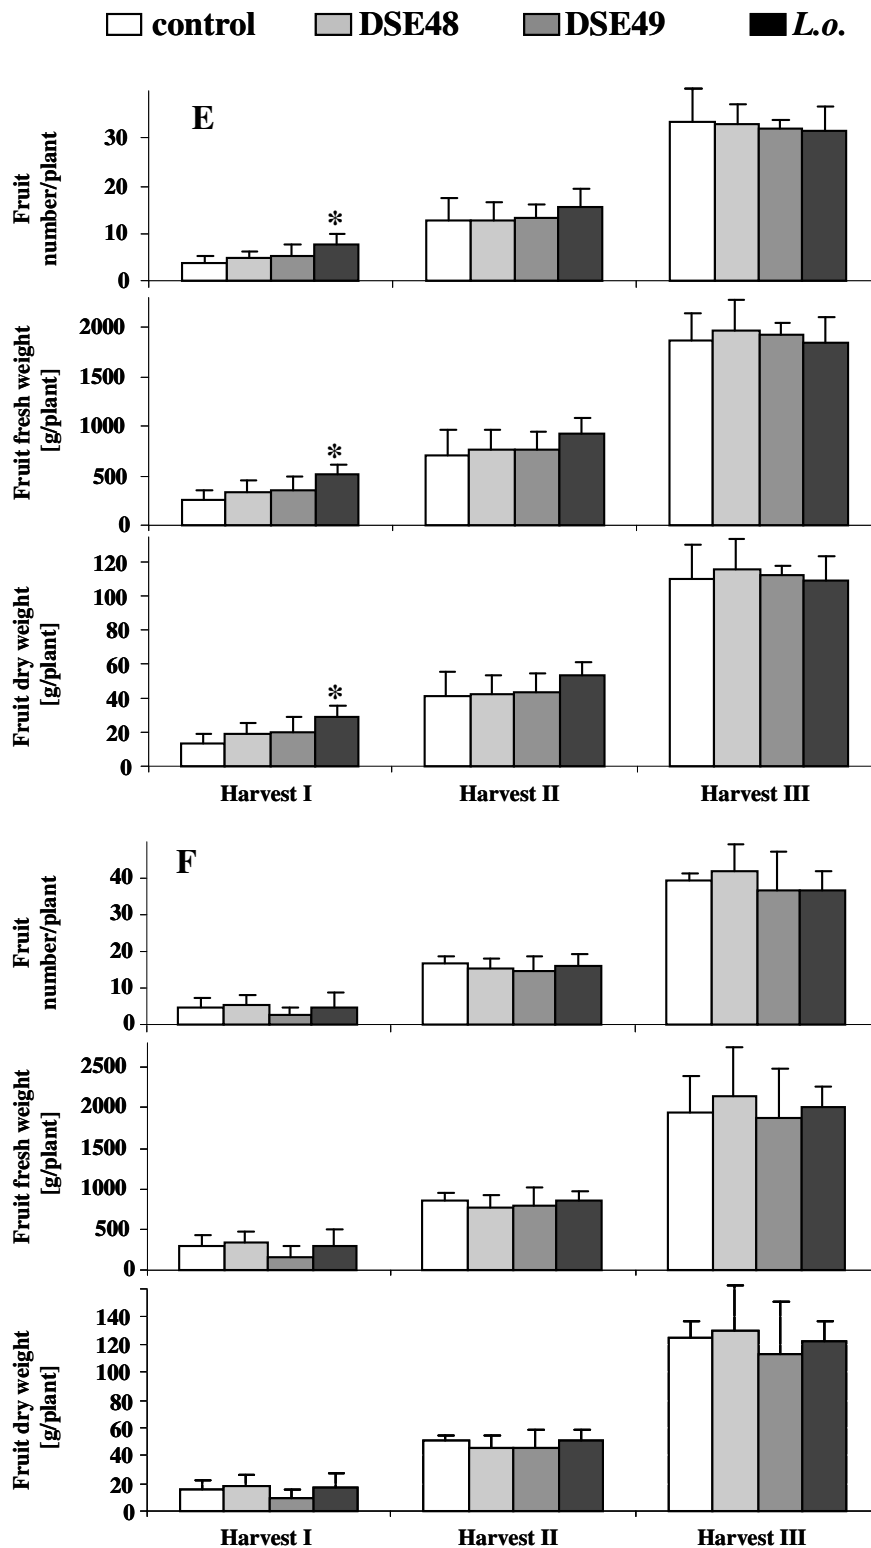 control DSE48 DSE49 L.o.
E
Fruit
number/plant
30
20
10
0
*
Fruit fresh weight
[g/plant]
2000
1500
1000
500
0
*
Fruit dry weight
[g/plant]
120
100
80
60
40
20
0
*
Harvest I Harvest II Harvest III
F
Fruit
number/plant
40
30
20
10
0
Fruit fresh weight
[g/plant]
2500
2000
1500
1000
500
0
Fruit dry weight
[g/plant]
140
120
100
80
60
40
20
0
Harvest I Harvest II Harvest III